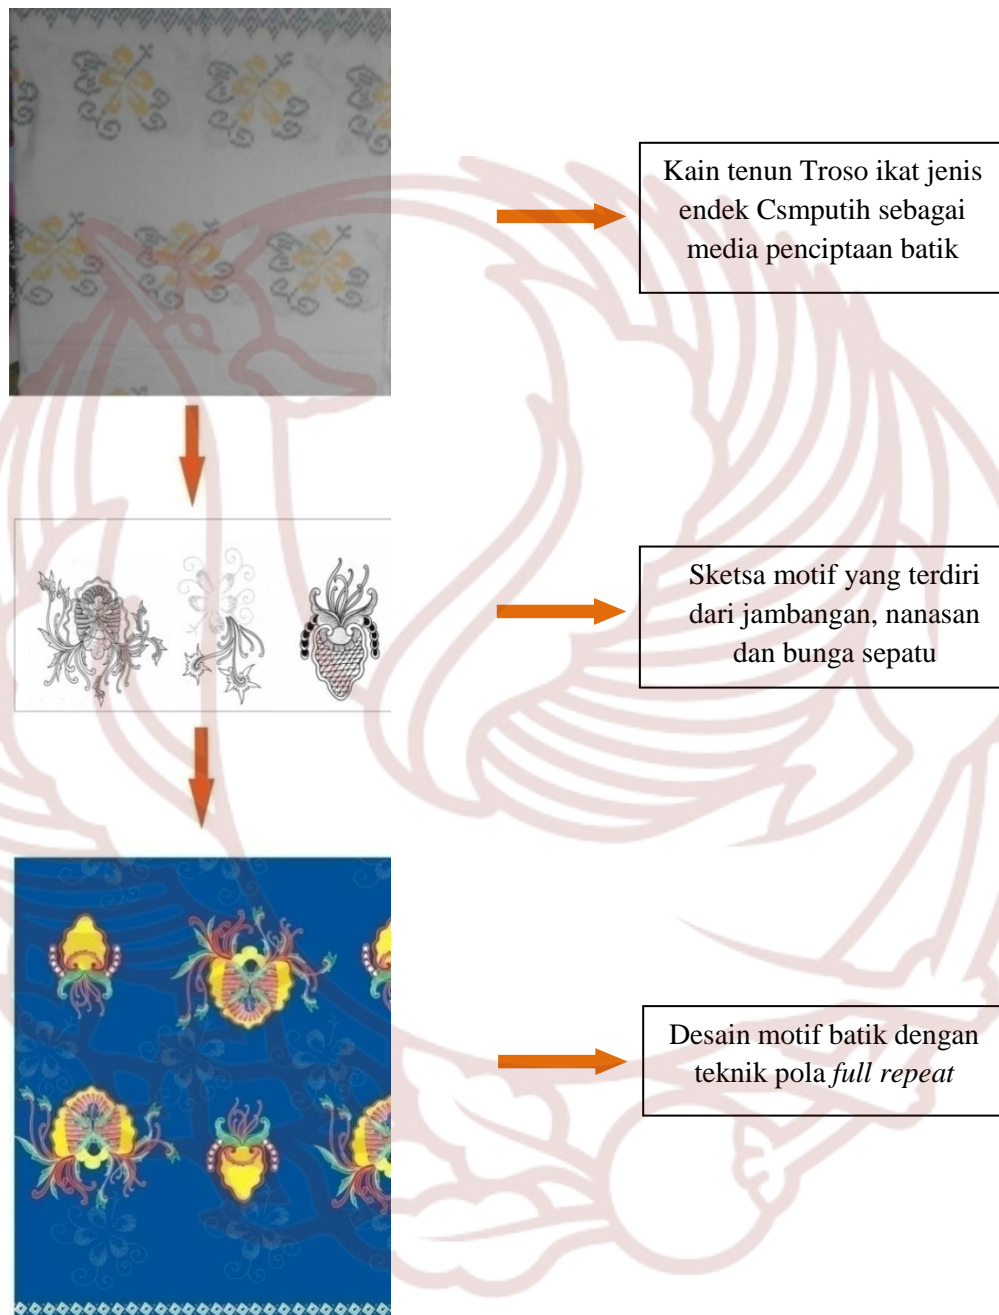 Kain tenun Troso ikat jenis
endek Csmputih sebagai
media penciptaan batik
Sketsa motif yang terdiri
dari jambangan, nanasan
dan bunga sepatu
Desain motif batik dengan
teknik pola full repeat